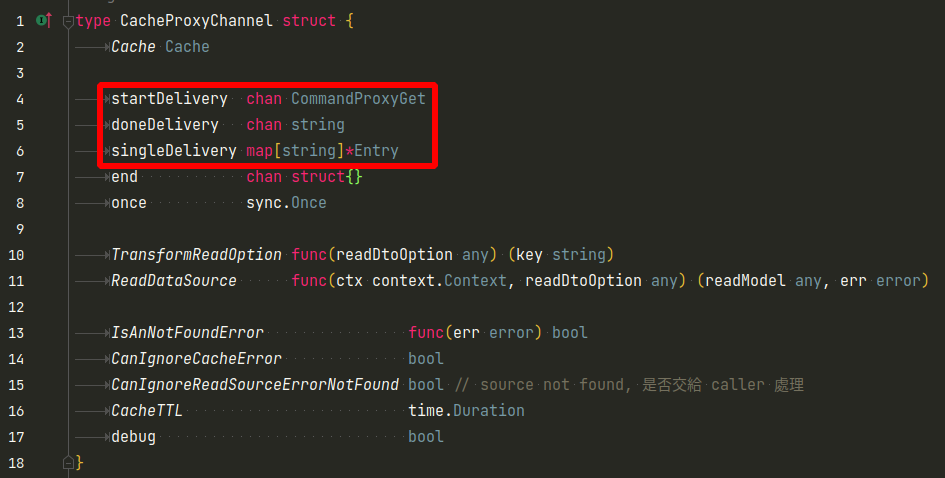 1 type CacheProxyChannel struct {
2 Cache Cache
3
4 startDelivery chan CommandProxyGet
5 doneDelivery chan string
6 singleDelivery map[string]*Entry
7 end chan struct{}
8 once sync.Once
9
10 TransformReadOption func(readDtoOption any) (key string)
11 ReadDataSource func(ctx context.Context, readDtoOption any) (readModel any, err error)
12
13 IsAnNotFoundError func(err error) bool
14 CanIgnoreCacheError bool
15 CanIgnoreReadSourceErrorNotFound bool // source not found, 是否交給 caller 處理
16 CacheTTL time.Duration
17 debug bool
18 }